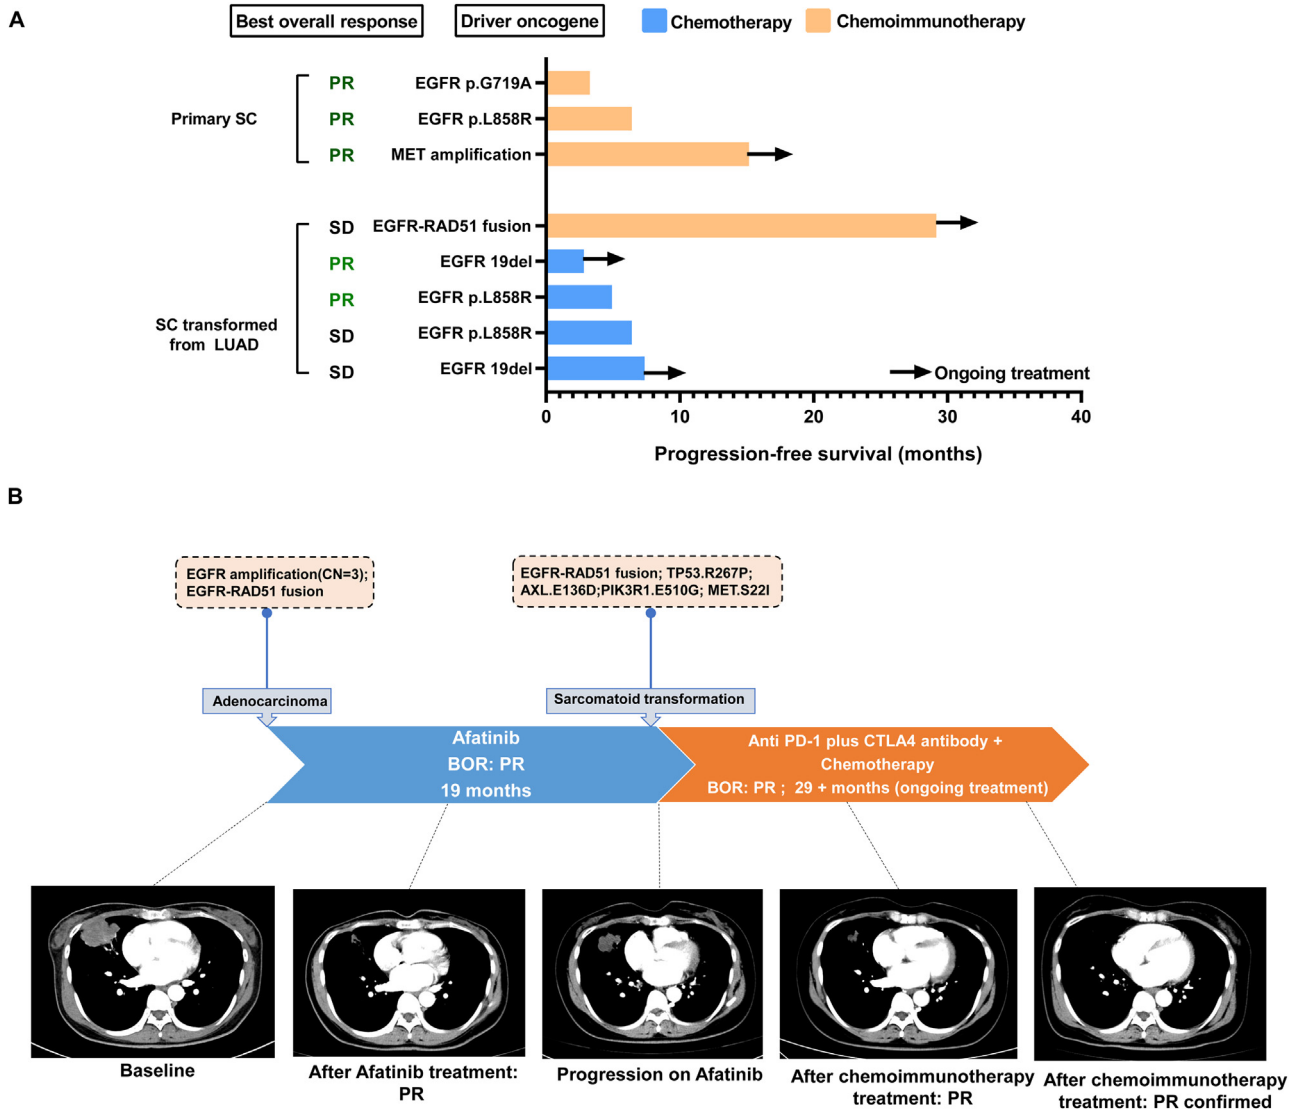 A
Best overall response
Driver oncogene
Chemotherapy
Chemoimmunotherapy
Primary SC
PR EGFR p.G719A
PR EGFR p.L858R
PR MET amplification
SC transformed
from LUAD
SD EGFR-RAD51 fusion
PR EGFR 19del
PR EGFR p.L858R
SD EGFR p.L858R
SD EGFR 19del
Ongoing treatment
0 10 20 30 40
Progression-free survival (months)
B
EGFR amplification(CN=3);
EGFR-RAD51 fusion
EGFR-RAD51 fusion; TP53.R267P;
AXL.E136D;PIK3R1.E510G; MET.S22I
Adenocarcinoma
Sarcomatoid transformation
Afatinib
BOR: PR
19 months
Anti PD-1 plus CTLA4 antibody +
Chemotherapy
BOR: PR ; 29 + months (ongoing treatment)
Baseline
After Afatinib treatment:
PR
Progression on Afatinib
After chemoimmunotherapy
treatment: PR
After chemoimmunotherapy
treatment: PR confirmed